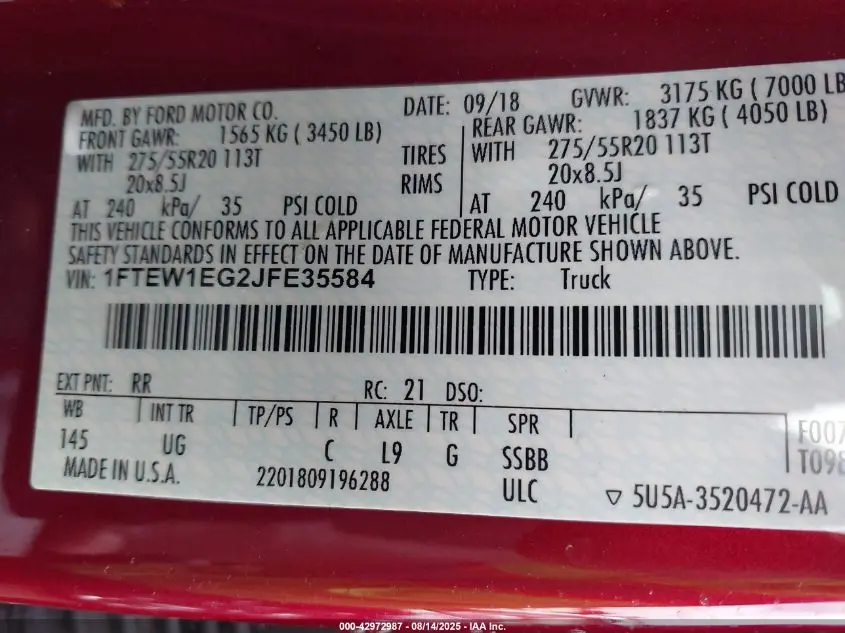 MFD. BY FORD MOTOR CO. DATE: 09/18 GVWR: 3175 KG ( 7000 LB
FRONT GAWR: 1565 KG ( 3450 LB) REAR GAWR: 1837 KG ( 4050 LB)
WITH 275/55R20 113T TIRES WITH 275/55R20 113T
20x8.5J RIMS 20x8.5J
AT 240 kPa/ 35 PSI COLD AT 240 kPa/ 35 PSI COLD
THIS VEHICLE CONFORMS TO ALL APPLICABLE FEDERAL MOTOR VEHICLE
SAFETY STANDARDS IN EFFECT ON THE DATE OF MANUFACTURE SHOWN ABOVE.
VIN: 1FTEW1EG2JFE35584 TYPE: Truck
EXT PNT: RR RC: 21 DSO:
WB INT TR TP/PS R AXLE TR SPR
145 UG C L9 G SSBB
MADE IN U.S.A. 2201809196288 ULC
F007
T098
▽ 5U5A-3520472-AA
000-42972987 - 08/14/2025 - IAA Inc.